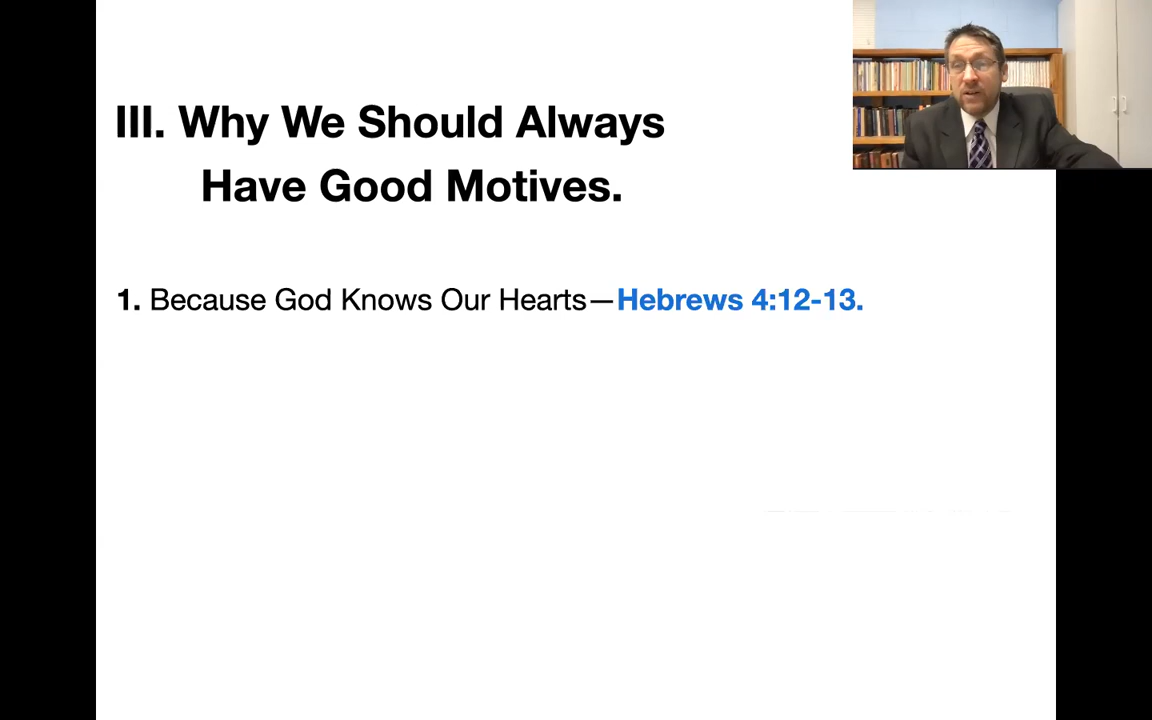 III. Why We Should Always
Have Good Motives.
1. Because God Knows Our Hearts—Hebrews 4:12-13.